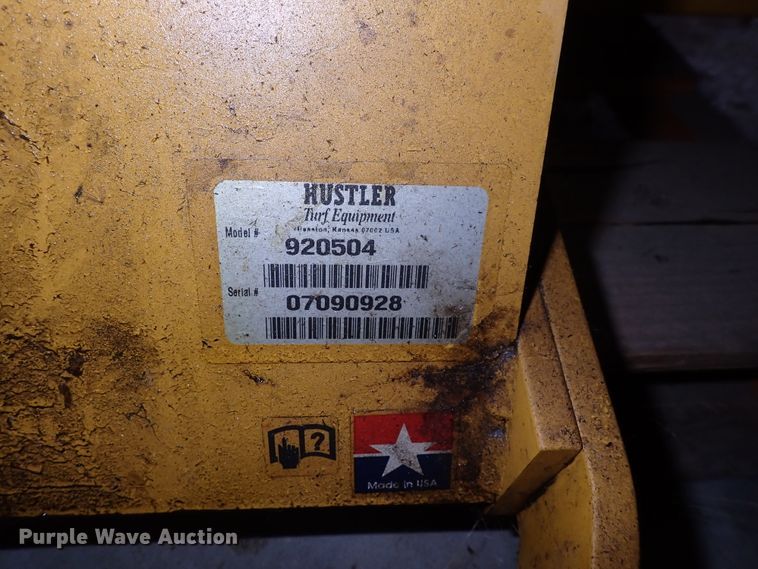 HUSTLER
Turf Equipment
Hesston, Kansas 67062 USA
Model #
920504
Serial #
07090928
?
Made in USA
Purple Wave Auction